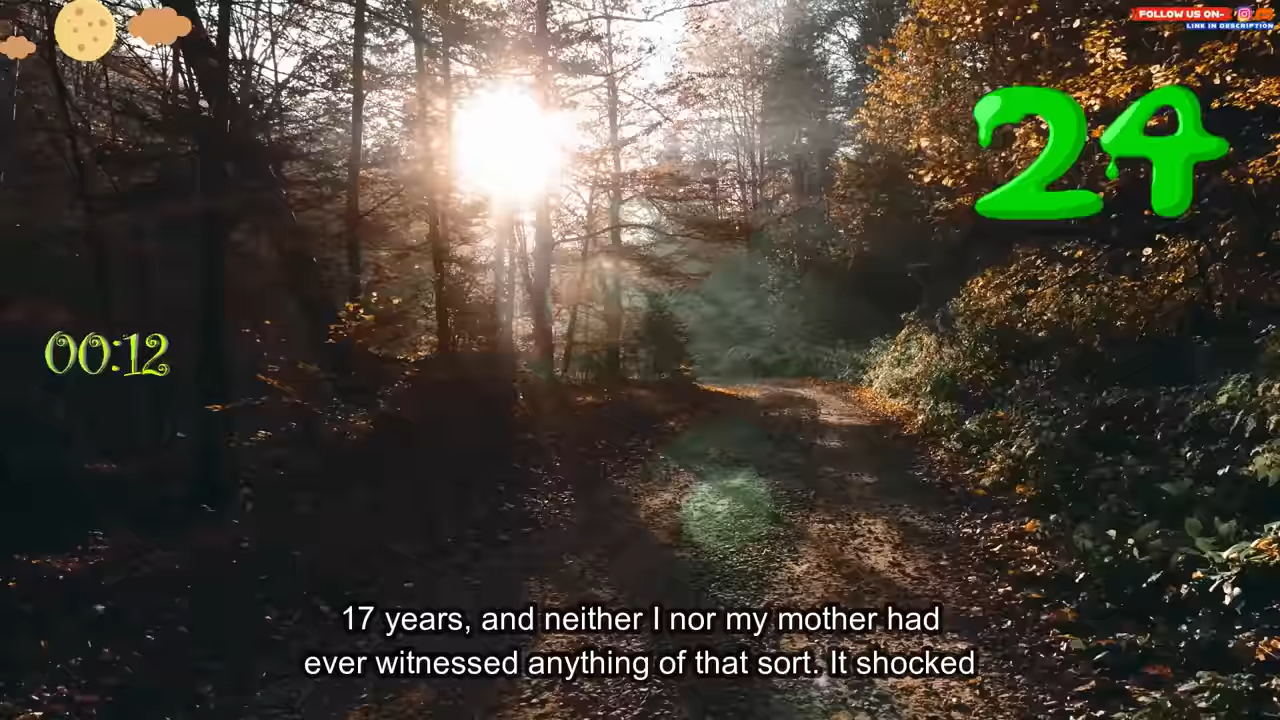 FOLLOW US ON-
LINK IN DESCRIPTION
24
00:12
17 years, and neither I nor my mother had
ever witnessed anything of that sort. It shocked